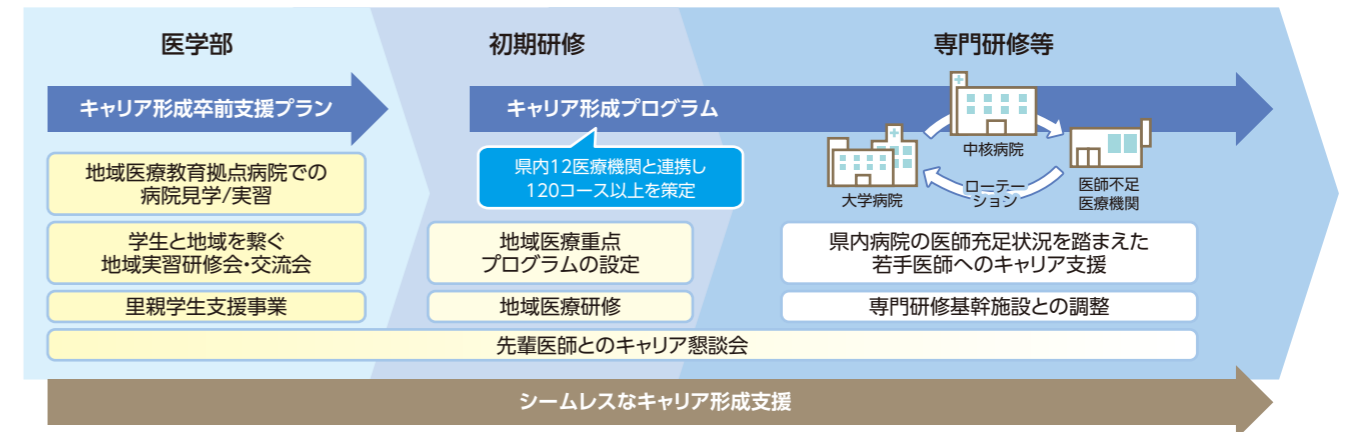 医学部
初期研修
専門研修等
キャリア形成卒前支援プラン
キャリア形成プログラム
県内12医療機関と連携し
120コース以上を策定
中核病院
大学病院
ローテー
ション
医師不足
医療機関
地域医療教育拠点病院での
病院見学/実習
学生と地域を繋ぐ
地域実習研修会・交流会
里親学生支援事業
地域医療重点
プログラムの設定
地域医療研修
県内病院の医師充足状況を踏まえた
若手医師へのキャリア支援
専門研修基幹施設との調整
先輩医師とのキャリア懇談会
シームレスなキャリア形成支援